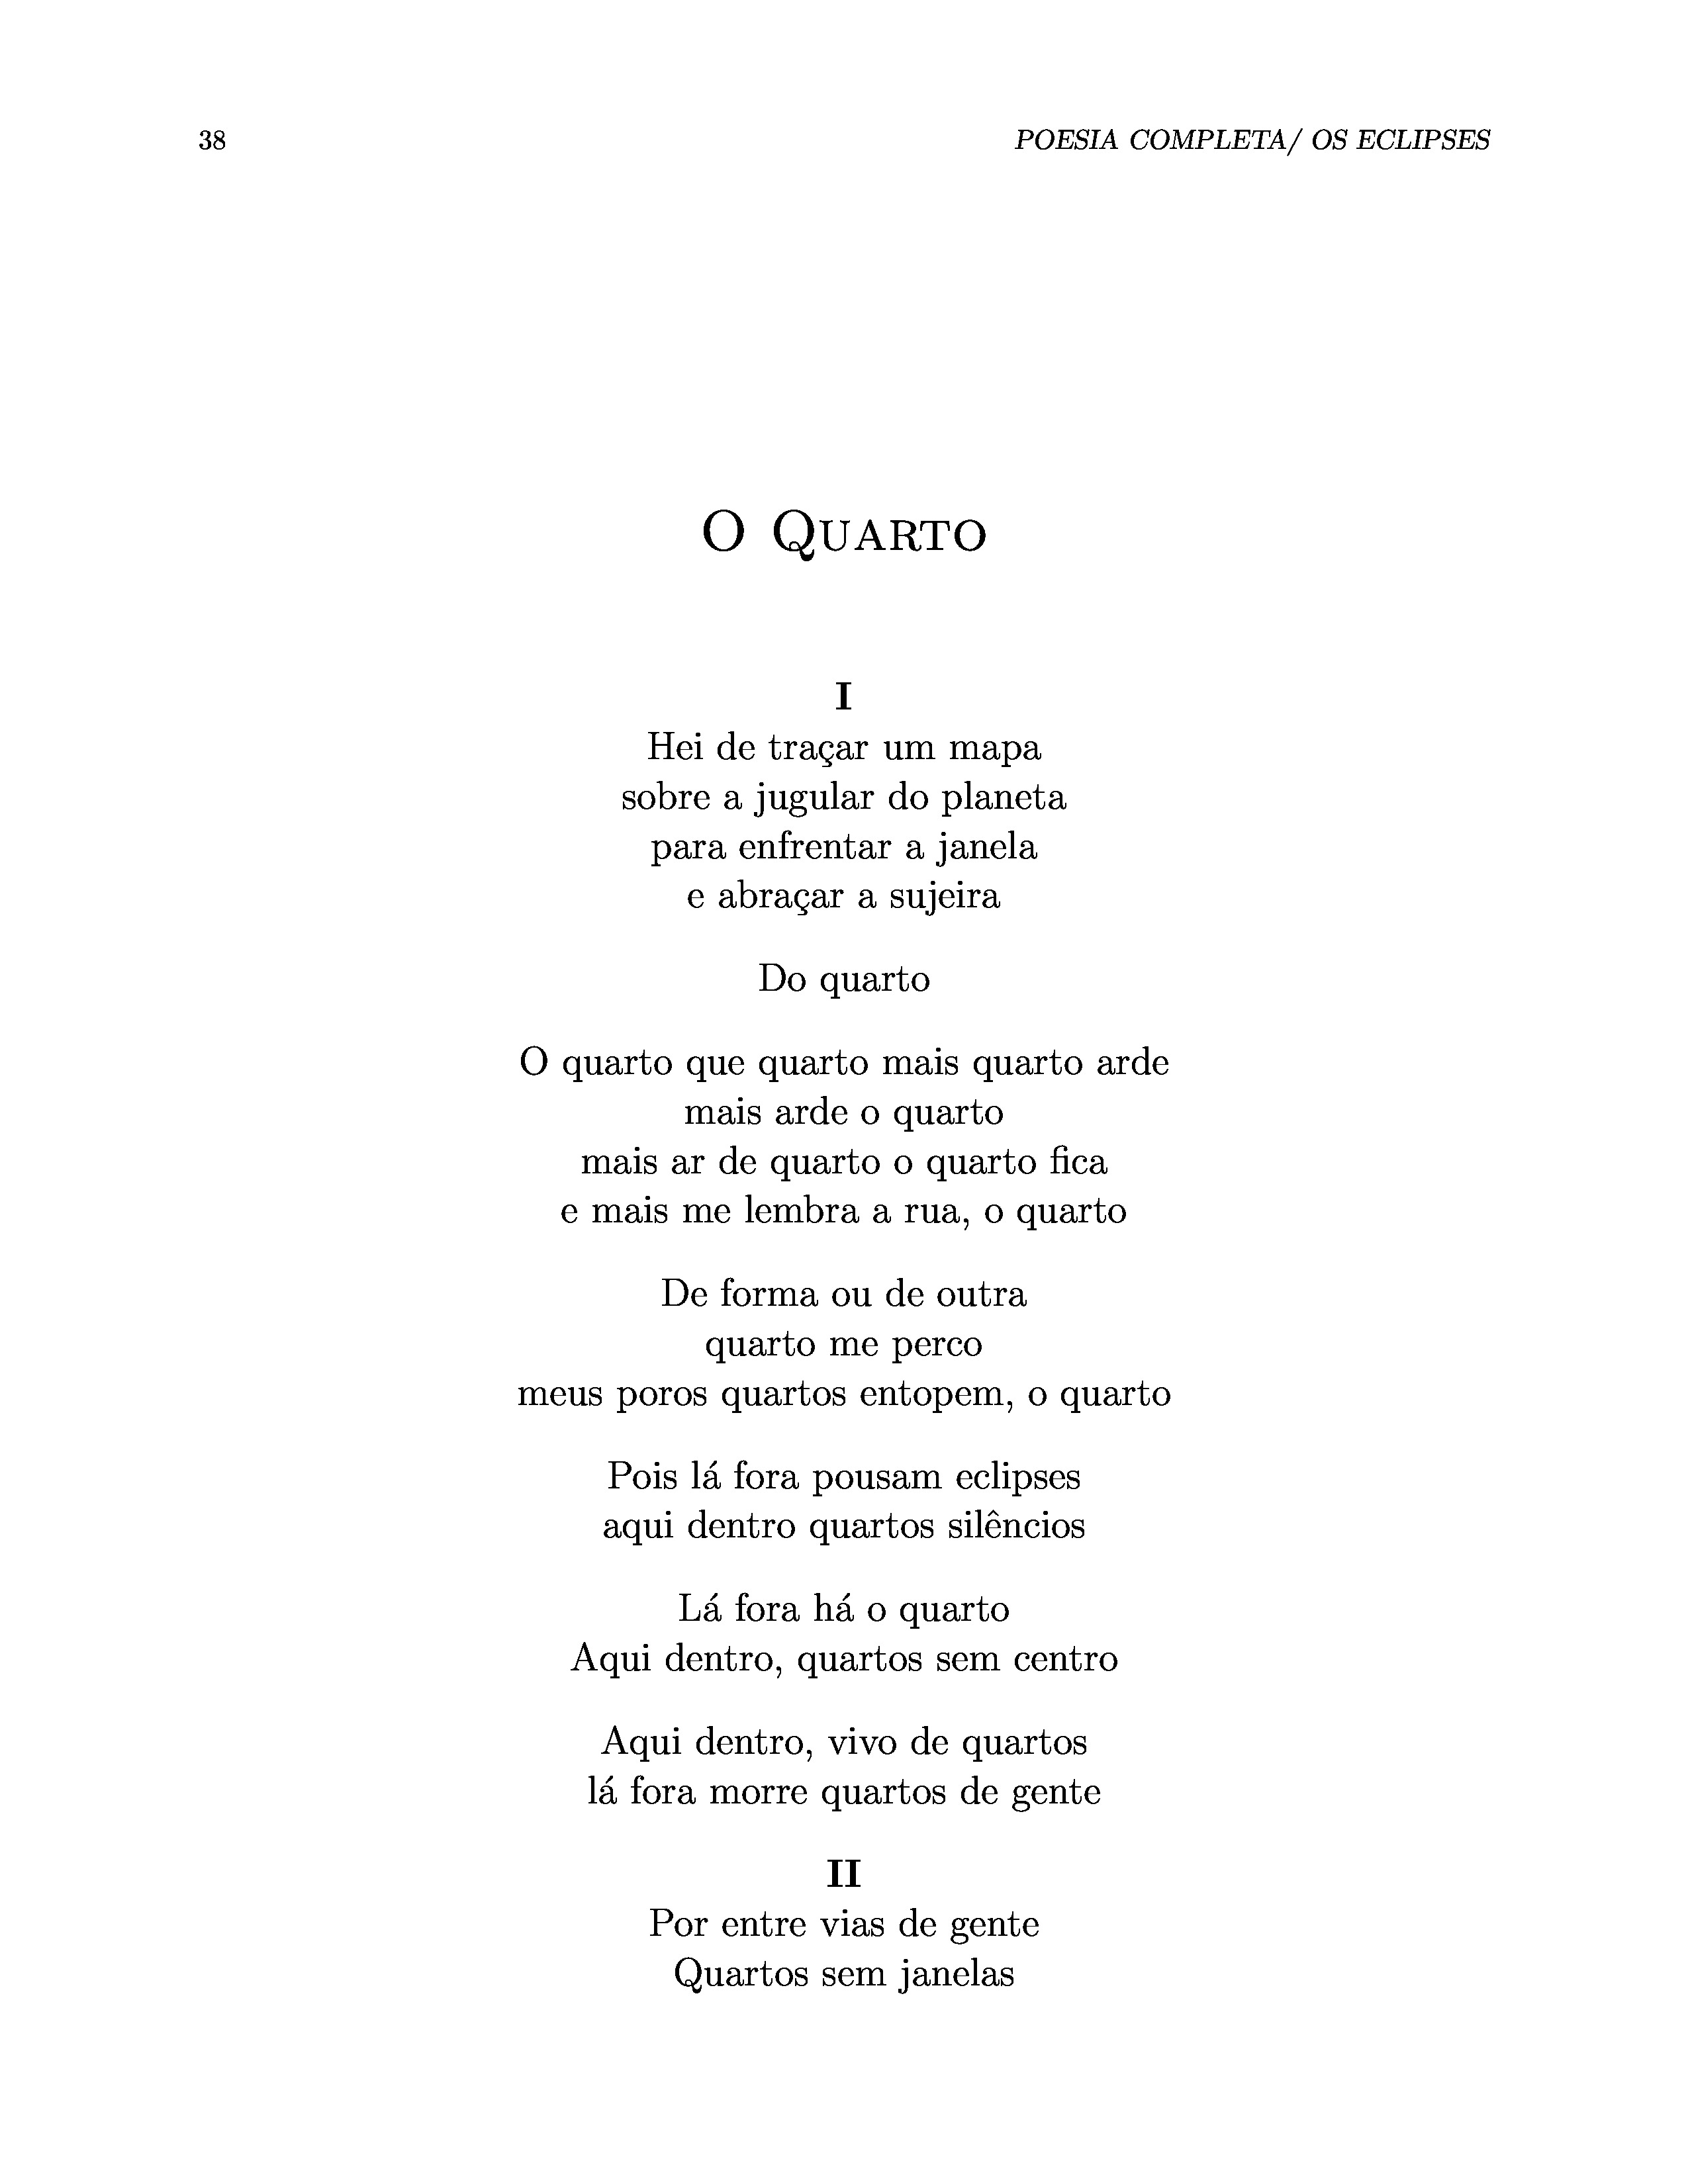 38
POESIA COMPLETA/ OS ECLIPSES
O QUARTO
I
Hei de traçar um mapa
sobre a jugular do planeta
para enfrentar a janela
e abraçar a sujeira
Do quarto
O quarto que quarto mais quarto arde
mais arde o quarto
mais ar de quarto o quarto fica
e mais me lembra a rua, o quarto
De forma ou de outra
quarto me perco
meus poros quartos entopem, o quarto
Pois lá fora pousam eclipses
aqui dentro quartos silêncios
Lá fora há o quarto
Aqui dentro, quartos sem centro
Aqui dentro, vivo de quartos
lá fora morre quartos de gente
II
Por entre vias de gente
Quartos sem janelas